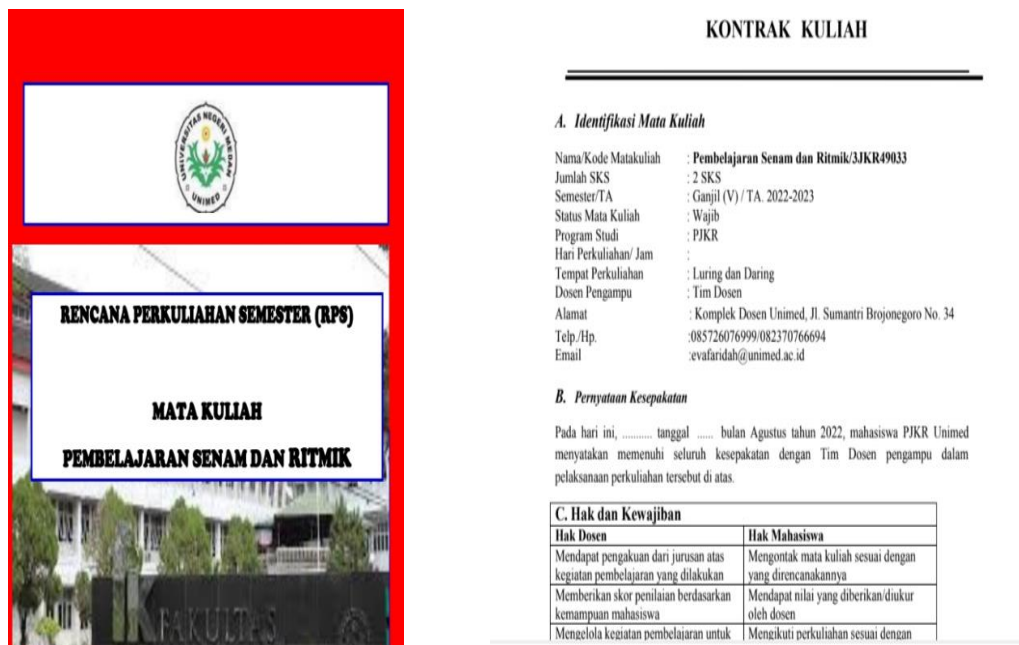 UNIVERSITAS NEGERI MEDAN
UNIMED
RENCANA PERKULIAHAN SEMESTER (RPS)
MATA KULIAH
PEMBELAJARAN SENAM DAN RITMIK
FAKULTAS
KONTRAK KULIAH
A. Identifikasi Mata Kuliah
Nama/Kode Matakuliah : Pembelajaran Senam dan Ritmik/3JKR49033
Jumlah SKS : 2 SKS
Semester/TA : Ganjil (V) / TA. 2022-2023
Status Mata Kuliah : Wajib
Program Studi : PJKR
Hari Perkuliahan/ Jam :
Tempat Perkuliahan : Luring dan Daring
Dosen Pengampu : Tim Dosen
Alamat : Komplek Dosen Unimed, Jl. Sumantri Brojonegoro No. 34
Telp./Hp. :085726076999/082370766694
Email :evafaridah@unimed.ac.id
B. Pernyataan Kesepakatan
Pada hari ini, ........... tanggal ...... bulan Agustus tahun 2022, mahasiswa PJKR Unimed
menyatakan memenuhi seluruh kesepakatan dengan Tim Dosen pengampu dalam
pelaksanaan perkuliahan tersebut di atas.
C. Hak dan Kewajiban
Hak Dosen Hak Mahasiswa
Mendapat pengakuan dari jurusan atas Mengontak mata kuliah sesuai dengan
kegiatan pembelajaran yang dilakukan yang direncanakannya
Memberikan skor penilaian berdasarkan Mendapat nilai yang diberikan/diukur
kemampuan mahasiswa oleh dosen
Mengelola kegiatan pembelajaran untuk Mengikuti perkuliahan sesuai dengan